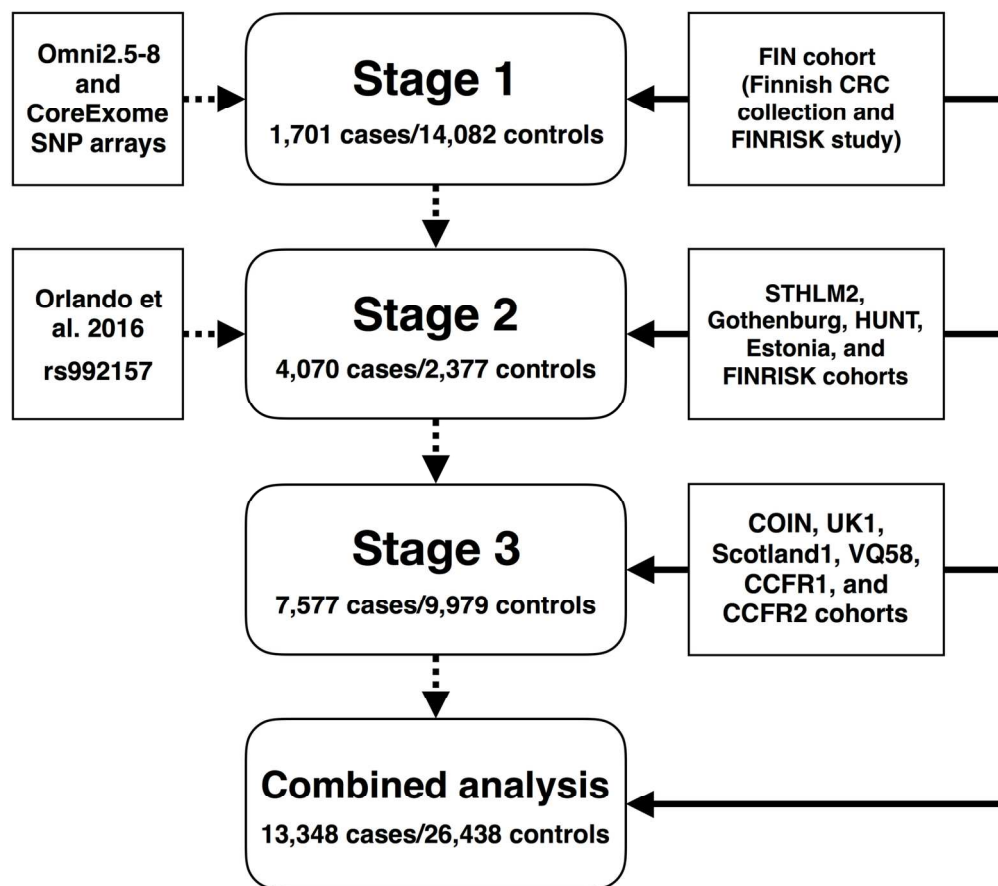 Omni2.5-8
and
CoreExome
SNP arrays
Stage 1
1,701 cases/14,082 controls
FIN cohort
(Finnish CRC
collection and
FINRISK study)
Orlando et
al. 2016
rs992157
Stage 2
4,070 cases/2,377 controls
STHLM2,
Gothenburg, HUNT,
Estonia, and
FINRISK cohorts
Stage 3
7,577 cases/9,979 controls
COIN, UK1,
Scotland1, VQ58,
CCFR1, and
CCFR2 cohorts
Combined analysis
13,348 cases/26,438 controls